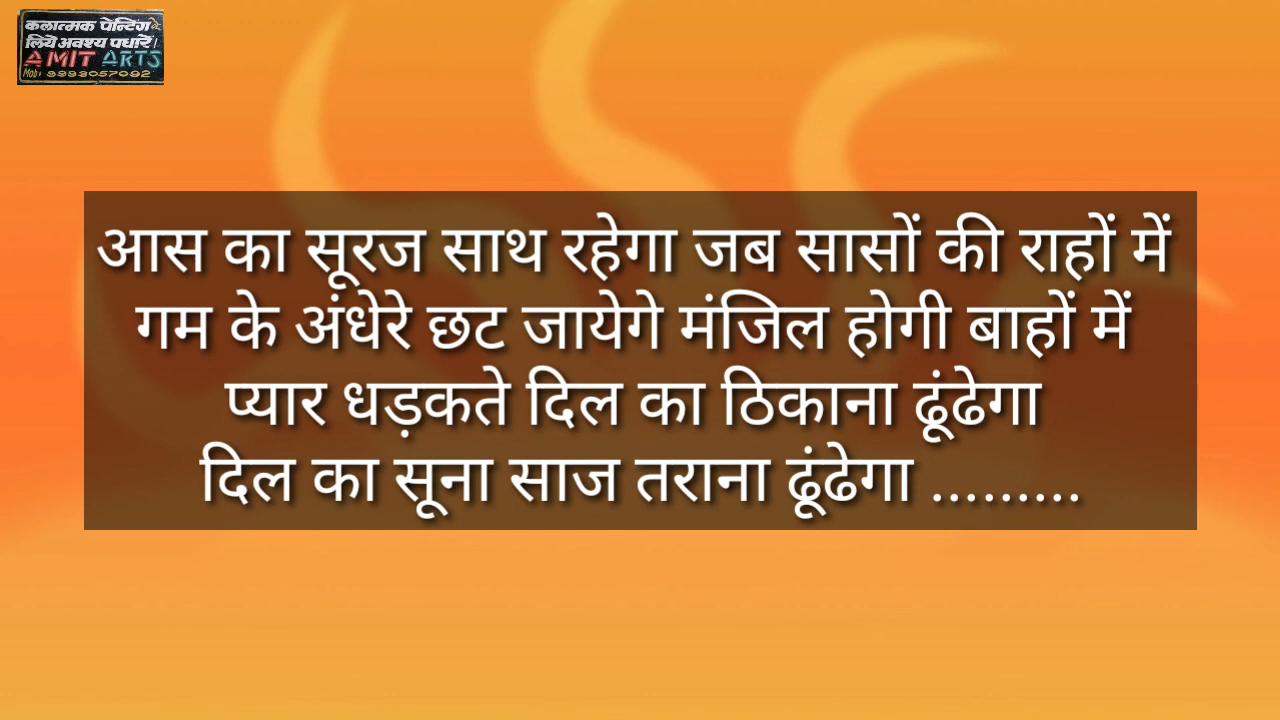 कलात्मक पेन्टिंग के
लिये अवश्य पधारें।
AMIT ARTS
Mob: 9993057092
आस का सूरज साथ रहेगा जब सासों की राहों में
गम के अंधेरे छट जायेगे मंजिल होगी बाहों में
प्यार धड़कते दिल का ठिकाना ढूंढेगा
दिल का सूना साज तराना ढूंढेगा .........